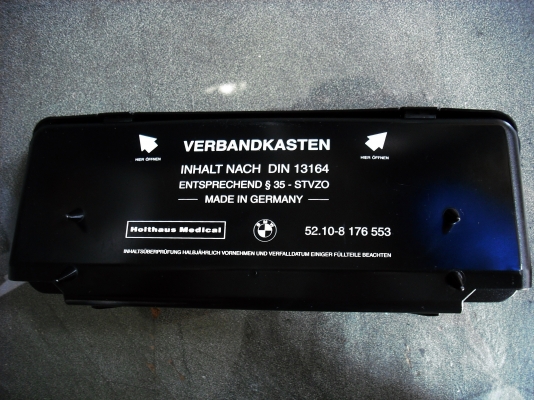 VERBANDKASTEN
HIER ÖFFNEN
HIER ÖFFNEN
INHALT NACH DIN 13164
ENTSPRECHEND § 35 - STVZO
MADE IN GERMANY
Holthaus Medical
BMW
52.10-8 176 553
INHALTSÜBERPRÜFUNG HALBJÄHRLICH VORNEHMEN UND VERFALLDATUM EINIGER FÜLLTEILE BEACHTEN